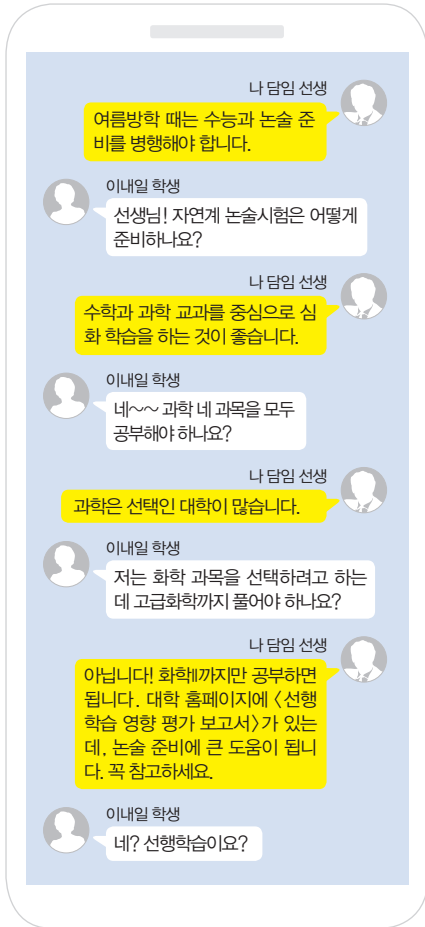 나 담임 선생
여름방학 때는 수능과 논술 준
비를 병행해야 합니다.
이내일 학생
선생님! 자연계 논술시험은 어떻게
준비하나요?
나 담임 선생
수학과 과학 교과를 중심으로 심
화 학습을 하는 것이 좋습니다.
이내일 학생
네~~ 과학 네 과목을 모두
공부해야 하나요?
나 담임 선생
과학은 선택인 대학이 많습니다.
이내일 학생
저는 화학 과목을 선택하려고 하는
데 고급화학까지 풀어야 하나요?
나 담임 선생
아닙니다! 화학Ⅱ까지만 공부하면
됩니다. 대학 홈페이지에 〈선행
학습 영향 평가 보고서〉가 있는
데, 논술 준비에 큰 도움이 됩니
다. 꼭 참고하세요.
이내일 학생
네? 선행학습이요?